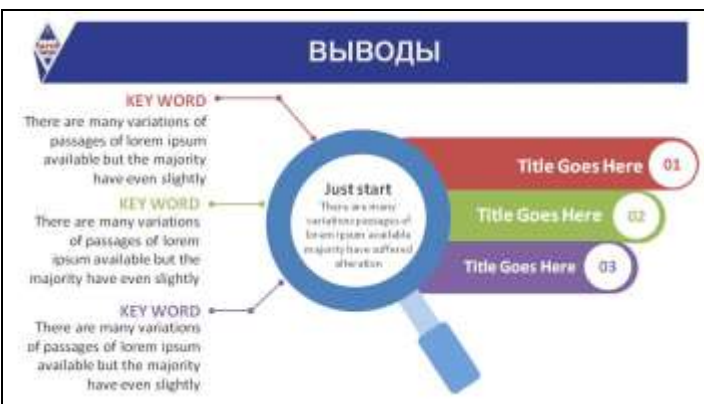 ВЫВОДЫ
KEY WORD
There are many variations of
passages of lorem ipsum
available but the majority
have even slightly
KEY WORD
There are many variations
of passages of lorem
ipsum available but the
majority have even slightly
KEY WORD
There are many variations
of passages of lorem ipsum
available but the majority
have even slightly
Just start
There are many
variations passages of
lorem ipsum available
majority have suffered
alteration
Title Goes Here 01
Title Goes Here 02
Title Goes Here 03